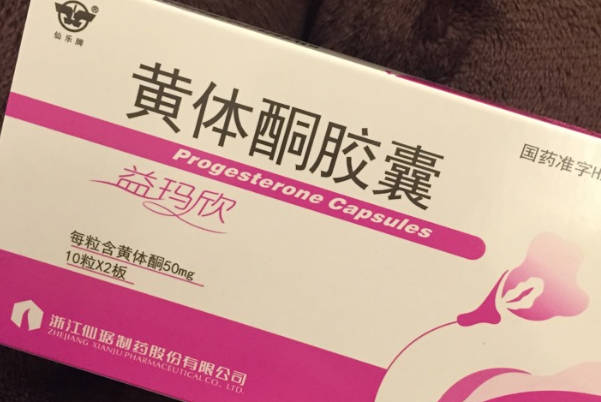 仙乐牌
黄体酮胶囊
国药准字H
Progesterone Capsules
益玛欣
每粒含黄体酮50mg
10粒X2板
浙江仙琚制药股份有限公司
ZHEJIANG XIANJU PHARMACEUTICAL CO., LTD.